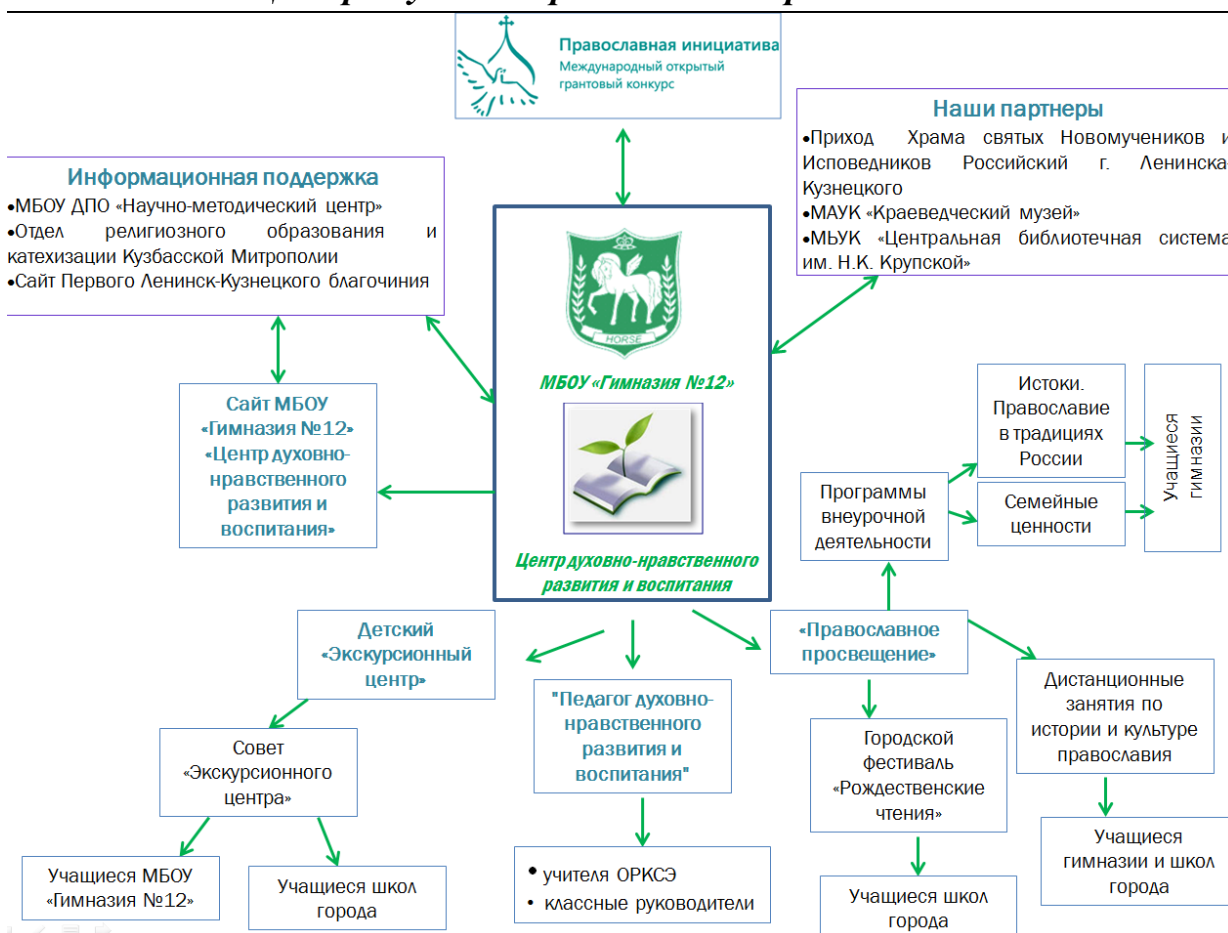 Православная инициатива
Международный открытый
грантовый конкурс
Наши партнеры
•Приход Храма святых Новомучеников и
Исповедников Российский г. Ленинска-
Кузнецкого
•МАУК «Краеведческий музей»
•МБУК «Центральная библиотечная система
им. Н.К. Крупской»
Информационная поддержка
•МБОУ ДПО «Научно-методический центр»
•Отдел религиозного образования и
катехизации Кузбасской Митрополии
•Сайт Первого Ленинск-Кузнецкого благочиния
HORSE
МБОУ «Гимназия №12»
Центр духовно-нравственного
развития и воспитания
Сайт МБОУ
«Гимназия №12»
«Центр духовно-
нравственного
развития и
воспитания»
Истоки.
Православие
в традициях
России
Семейные
ценности
Учащиеся
гимназии
Программы
внеурочной
деятельности
Детский
«Экскурсионный
центр»
"Педагог духовно-
нравственного
развития и
воспитания"
«Православное
просвещение»
Дистанционные
занятия по
истории и культуре
православия
Совет
«Экскурсионного
центра»
Городской
фестиваль
«Рождественские
чтения»
Учащиеся МБОУ
«Гимназия №12»
Учащиеся школ
города
• учителя ОРКСЭ
• классные руководители
Учащиеся школ
города
Учащиеся
гимназии и школ
города